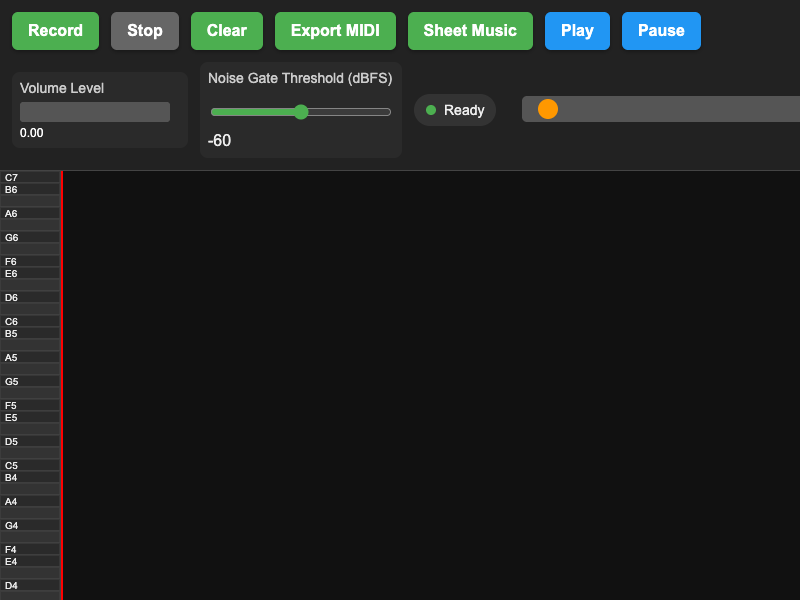 Record Stop Clear Export MIDI Sheet Music Play Pause
Volume Level
0.00
Noise Gate Threshold (dBFS)
-60
Ready
C7
B6
A6
G6
F6
E6
D6
C6
B5
A5
G5
F5
E5
D5
C5
B4
A4
G4
F4
E4
D4